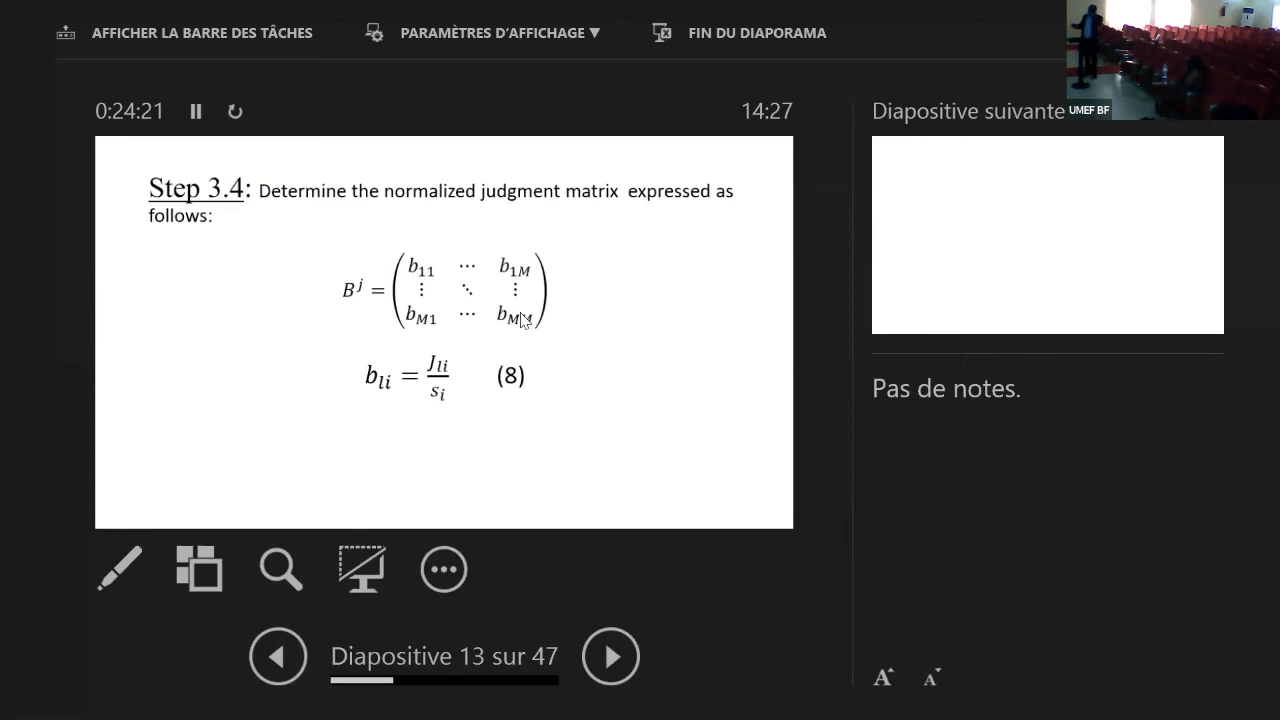 AFFICHER LA BARRE DES TÂCHES PARAMÈTRES D'AFFICHAGE ▼ FIN DU DIAPORAMA
UMEF BF
0:24:21 14:27 Diapositive suivante
Step 3.4: Determine the normalized judgment matrix expressed as
follows:
B^j = ( b_11 ⋯ b_1M
⋮ ⋱ ⋮
b_M1 ⋯ b_MM )
b_li = J_li / s_i (8)
Pas de notes.
Diapositive 13 sur 47
A A